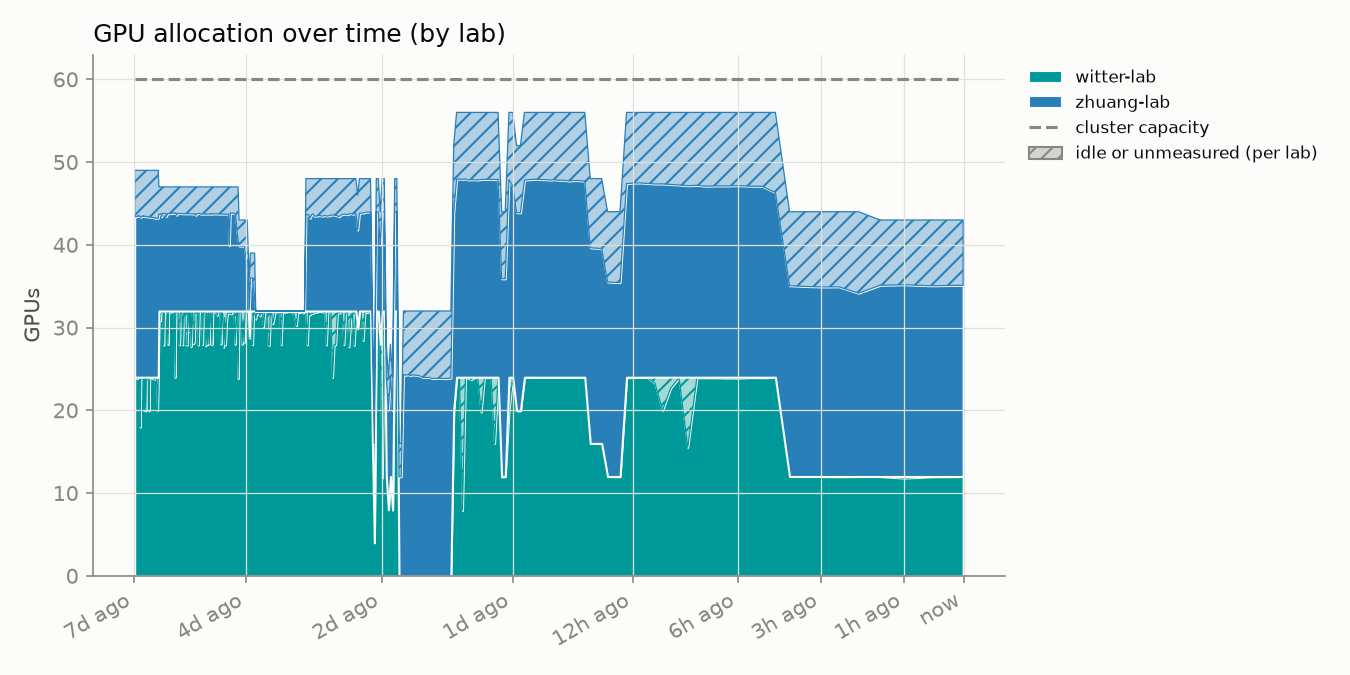 GPU allocation over time (by lab)
GPUs
60
50
40
30
20
10
0
7d ago
4d ago
2d ago
1d ago
12h ago
6h ago
3h ago
1h ago
now
witter-lab
zhuang-lab
cluster capacity
idle or unmeasured (per lab)